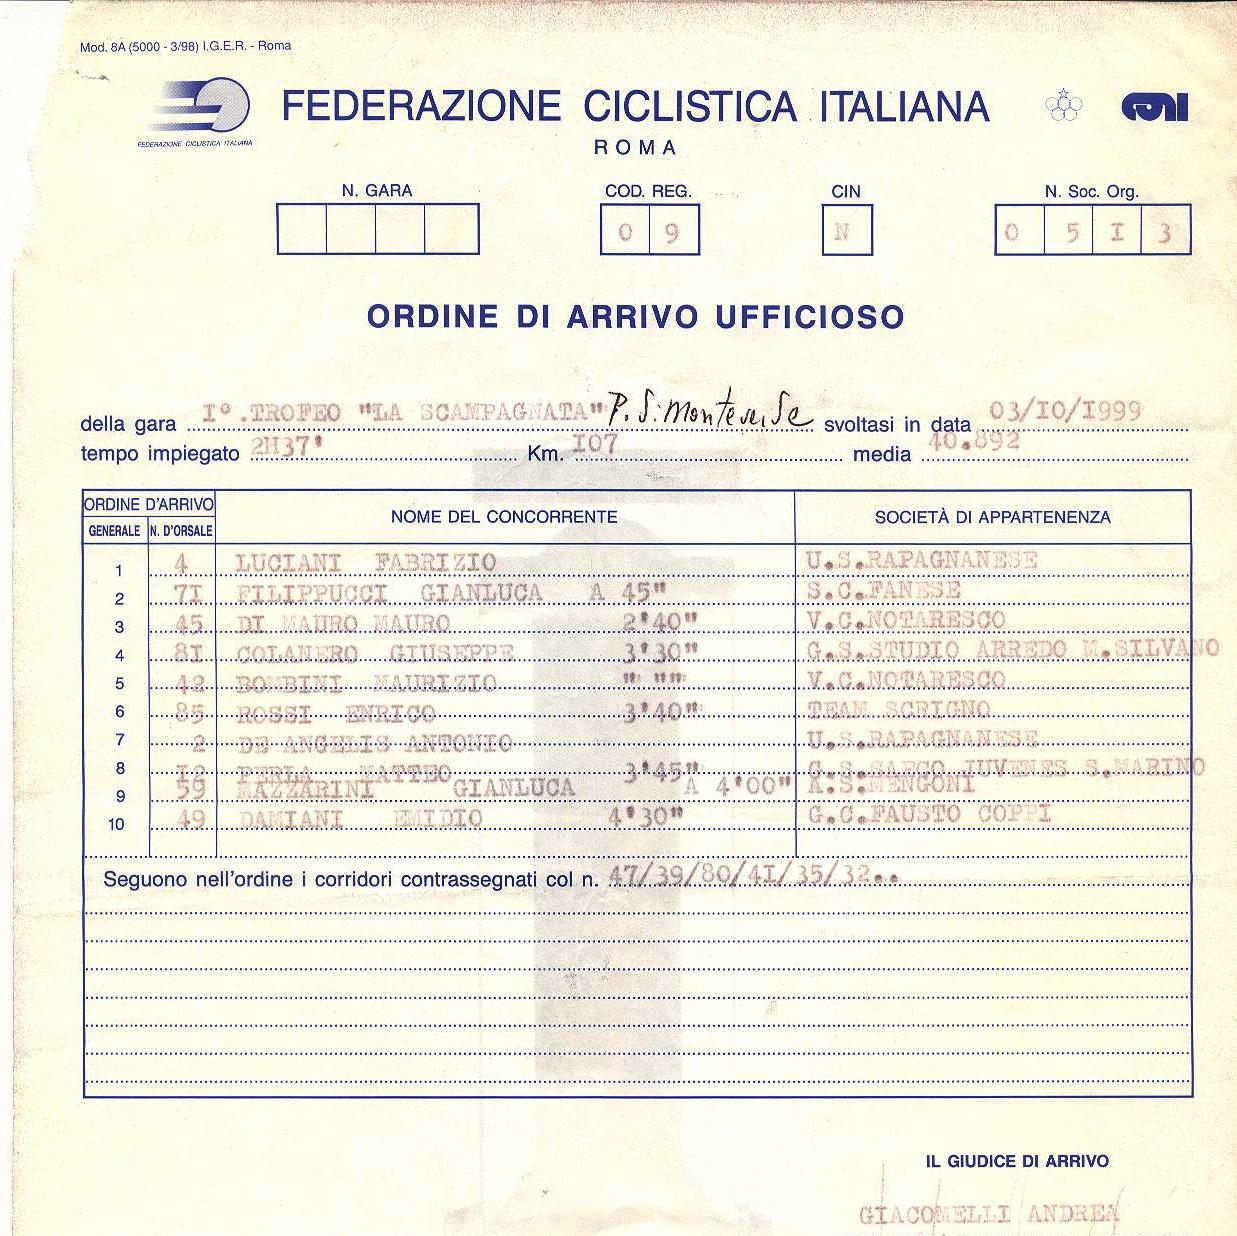 Mod. 8A (5000 - 3/98) I.G.E.R. - Roma
FEDERAZIONE CICLISTICA ITALIANA
FEDERAZIONE CICLISTICA ITALIANA
CONI
ROMA
N. GARA COD. REG. CIN N. Soc. Org.
0 9 N 0 5 I 3
ORDINE DI ARRIVO UFFICIOSO
della gara I° .TROFEO "LA SCAMPAGNATA" P. S. Monteverde svoltasi in data 03/IO/I999
tempo impiegato 2H37' Km. IO7 media 40.892
ORDINE D'ARRIVO NOME DEL CONCORRENTE SOCIETÀ DI APPARTENENZA
GENERALE N. D'ORSALE
1 4 LUCIANI FABRIZIO U.S.RAPAGNANESE
2 7I FILIPPUCCI GIANLUCA A 45" S.C.FANESE
3 45 DI MAURO MAURO 2'40" V.C.NOTARESCO
4 8I COLANERO GIUSEPPE 3'30" G.S.STUDIO ARREDO M.SILVANO
5 42 BOMBINI MAURIZIO "' "'" V.C.NOTARESCO
6 85 ROSSI ENRICO 3'40" TEAM SCRIGNO
7 2 DE ANGELIS ANTONIO U.S.RAPAGNANESE
8 I2 PERLA MATTEO 3'45" G.S.SAECO JUVENES S.MARINO
9 59 MAZZARINI GIANLUCA A 4'00" A.S.MENGONI
10 49 DAMIANI EMIDIO 4'30" G.C.FAUSTO COPPI
Seguono nell'ordine i corridori contrassegnati col n. 47/39/80/4I/35/32..
IL GIUDICE DI ARRIVO
GIACOMELLI ANDREA